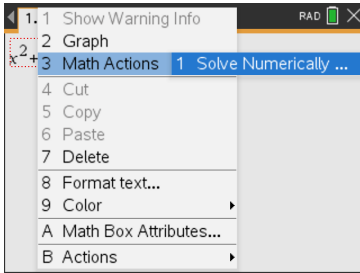 1. RAD
1 Show Warning Info
2 Graph
x²+
3 Math Actions 1 Solve Numerically ...
4 Cut
5 Copy
6 Paste
7 Delete
8 Format text...
9 Color
A Math Box Attributes...
B Actions